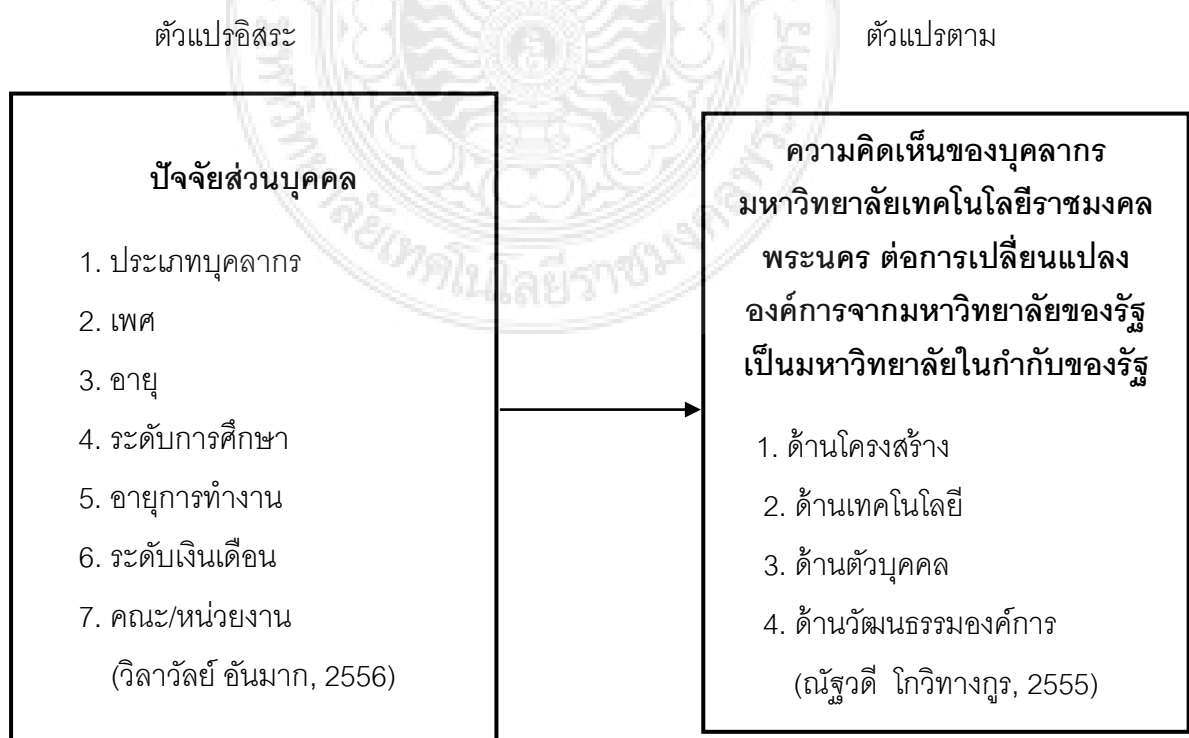 ตัวแปรอิสระ
ตัวแปรตาม
ปัจจัยส่วนบุคคล
1. ประเภทบุคลากร
2. เพศ
3. อายุ
4. ระดับการศึกษา
5. อายุการทำงาน
6. ระดับเงินเดือน
7. คณะ/หน่วยงาน
(วิลาวัลย์ อันมาก, 2556)
ความคิดเห็นของบุคลากร
มหาวิทยาลัยเทคโนโลยีราชมงคล
พระนคร ต่อการเปลี่ยนแปลง
องค์การจากมหาวิทยาลัยของรัฐ
เป็นมหาวิทยาลัยในกำกับของรัฐ
1. ด้านโครงสร้าง
2. ด้านเทคโนโลยี
3. ด้านตัวบุคคล
4. ด้านวัฒนธรรมองค์การ
(ณัฐวดี โกวิทางกูร, 2555)